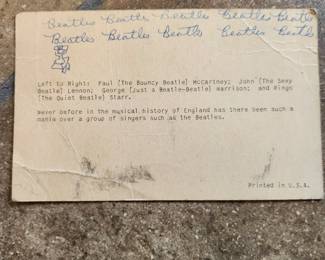 Beatles Beatles Beatles Beatles Beatles
Beatles Beatles Beatles Beatles Beatles
Left to Right: Paul (The Bouncy Beatle) McCartney; John (The Sexy
Beatle) Lennon; George (Just a Beatle-Beatle) Harrison; and Ringo
(The Quiet Beatle) Starr.
Never before in the musical history of England has there been such a
mania over a group of singers such as the Beatles.
Printed in U.S.A.